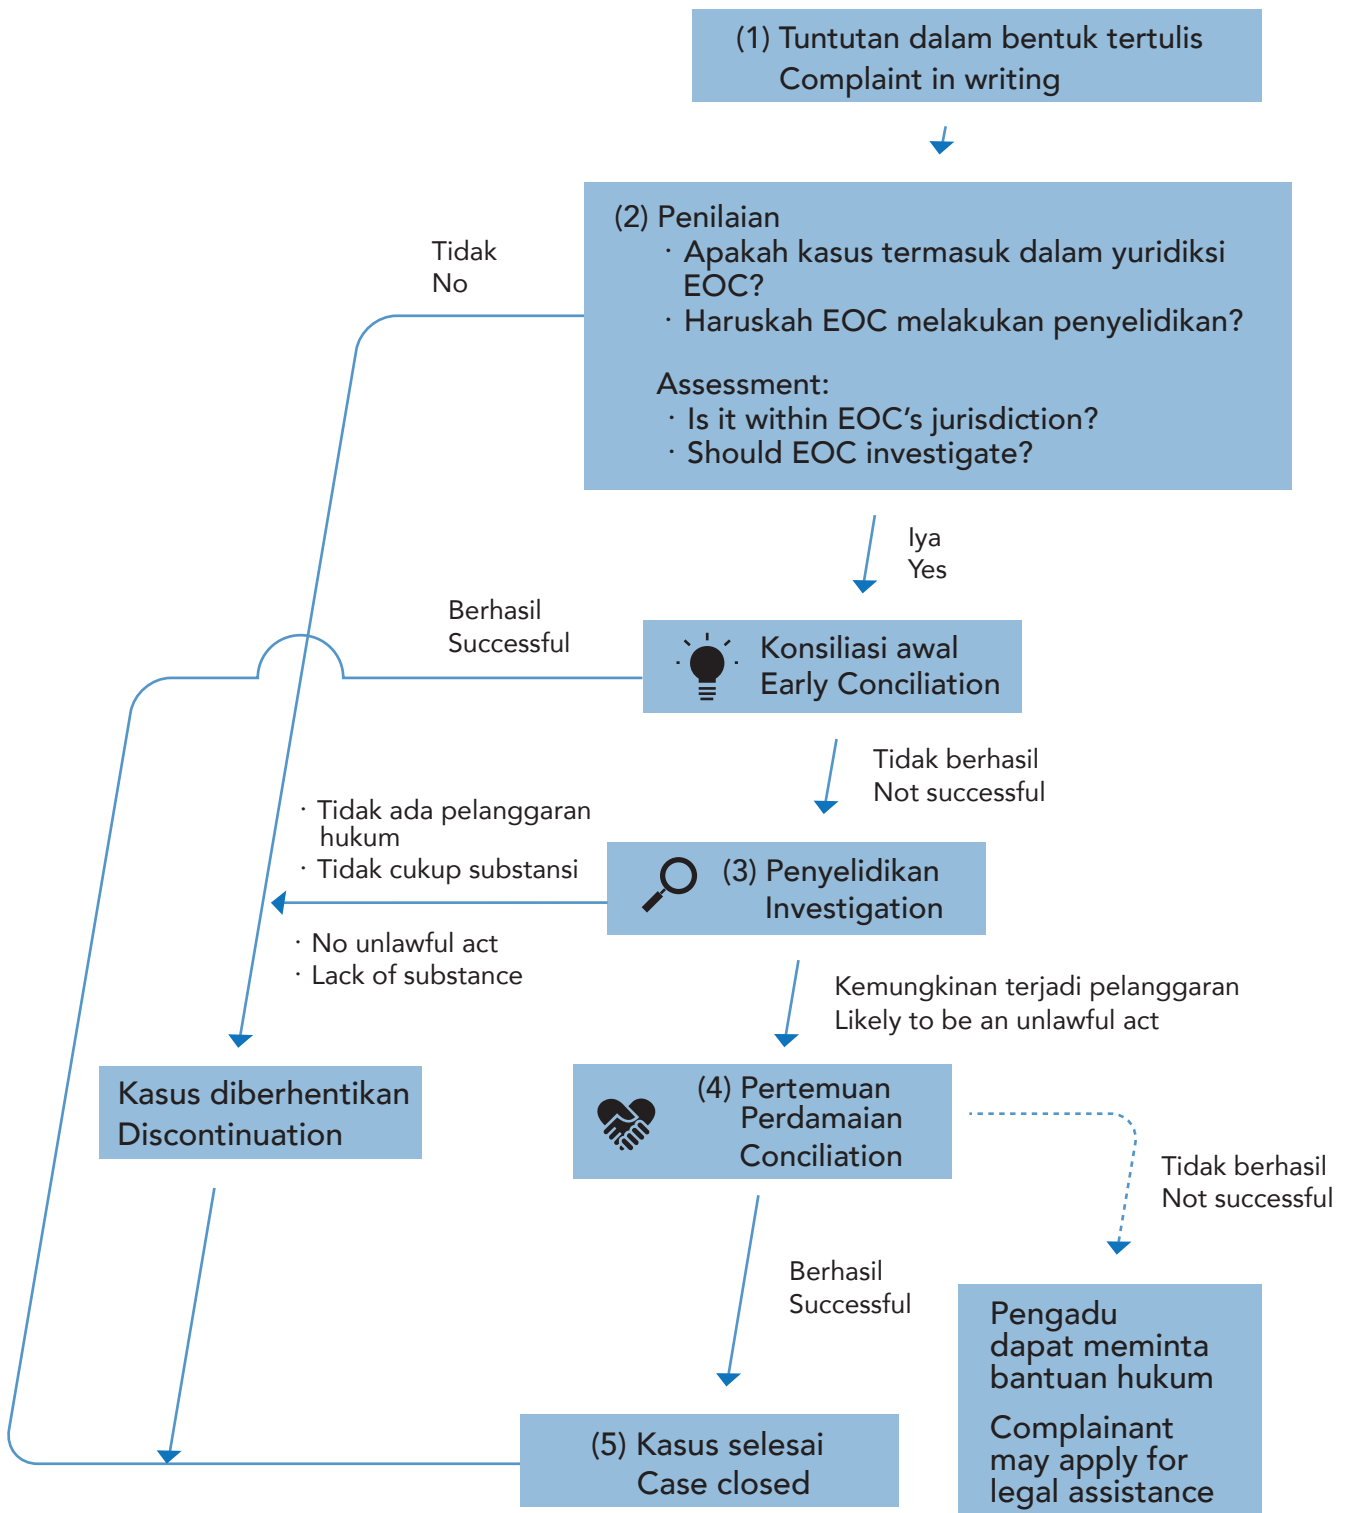 (1) Tuntutan dalam bentuk tertulis
Complaint in writing
(2) Penilaian
· Apakah kasus termasuk dalam yuridiksi
EOC?
· Haruskah EOC melakukan penyelidikan?
Assessment:
· Is it within EOC’s jurisdiction?
· Should EOC investigate?
Tidak
No
Iya
Yes
Berhasil
Successful
Konsiliasi awal
Early Conciliation
Tidak berhasil
Not successful
· Tidak ada pelanggaran
hukum
· Tidak cukup substansi
· No unlawful act
· Lack of substance
(3) Penyelidikan
Investigation
Kemungkinan terjadi pelanggaran
Likely to be an unlawful act
Kasus diberhentikan
Discontinuation
(4) Pertemuan
Perdamaian
Conciliation
Tidak berhasil
Not successful
Berhasil
Successful
Pengadu
dapat meminta
bantuan hukum
Complainant
may apply for
legal assistance
(5) Kasus selesai
Case closed